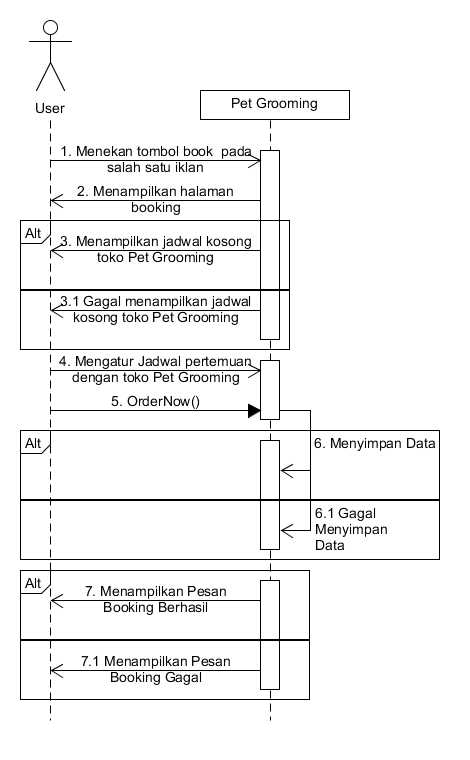 User
Pet Grooming
1. Menekan tombol book  pada
salah satu iklan
2. Menampilkan halaman
booking
Alt
3. Menampilkan jadwal kosong
toko Pet Grooming
3.1 Gagal menampilkan jadwal
kosong toko Pet Grooming
4. Mengatur Jadwal pertemuan
dengan toko Pet Grooming
5. OrderNow()
Alt
6. Menyimpan Data
6.1 Gagal
Menyimpan
Data
Alt
7. Menampilkan Pesan
Booking Berhasil
7.1 Menampilkan Pesan
Booking Gagal